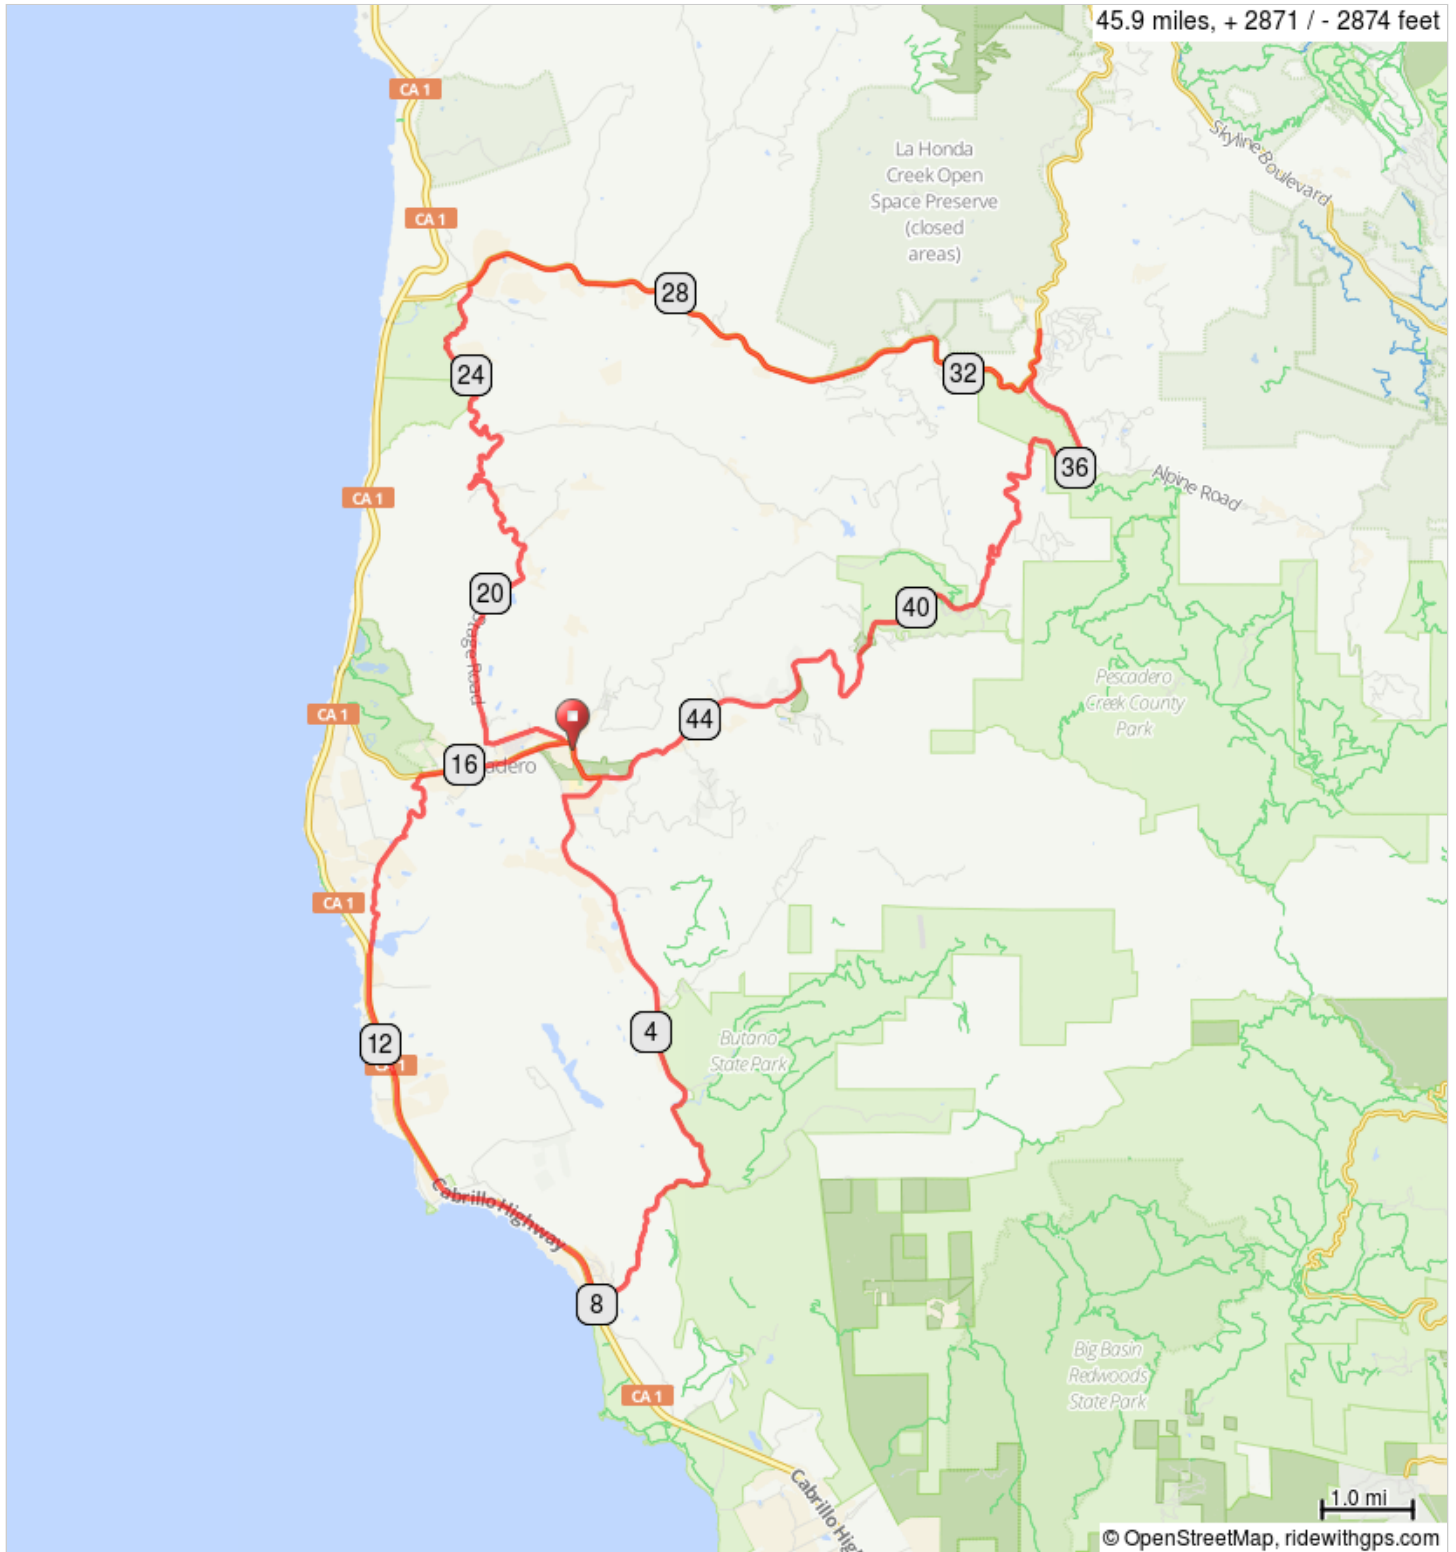 45.9 miles, + 2871 / - 2874 feet
CA 1
Skyline Boulevard
La Honda
Creek Open
Space Preserve
(closed
areas)
CA 1
28
24
32
36
Alpine Road
CA 1
20
40
Road
Pescadero
Creek County
Park
CA 1
44
16
adero
CA 1
4
Butano
State Park
12
1
Cabrillo Highway
8
Big Basin
Redwoods
State Park
CA 1
Cabrillo Hig
1.0 mi
© OpenStreetMap, ridewithgps.com